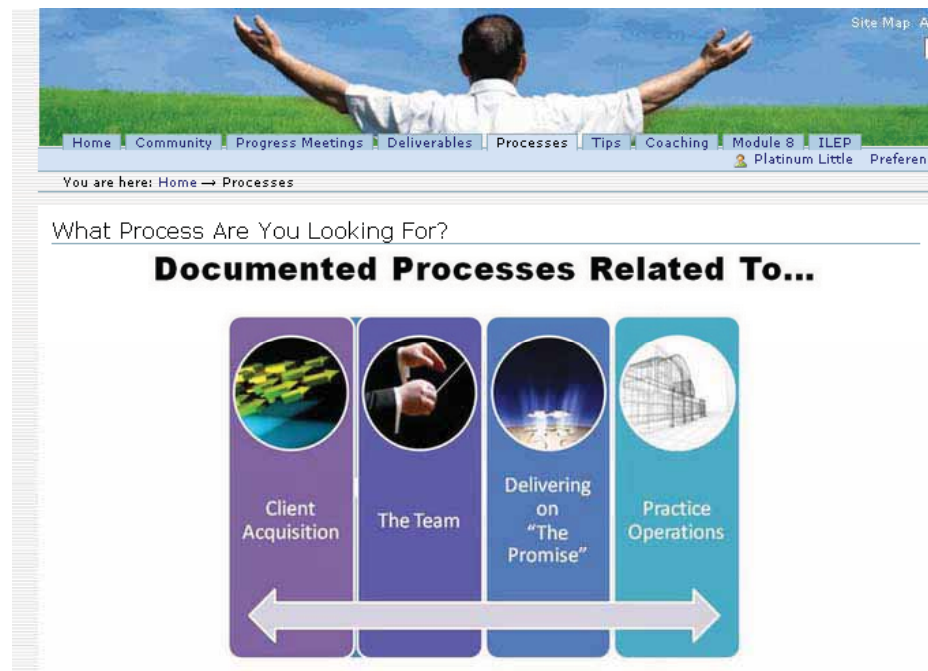 Site Map A
Home Community Progress Meetings Deliverables Processes Tips Coaching Module 8 ILEP
Platinum Little Preferen
You are here: Home → Processes
What Process Are You Looking For?
Documented Processes Related To...
Client
Acquisition
The Team
Delivering
on
“The
Promise”
Practice
Operations